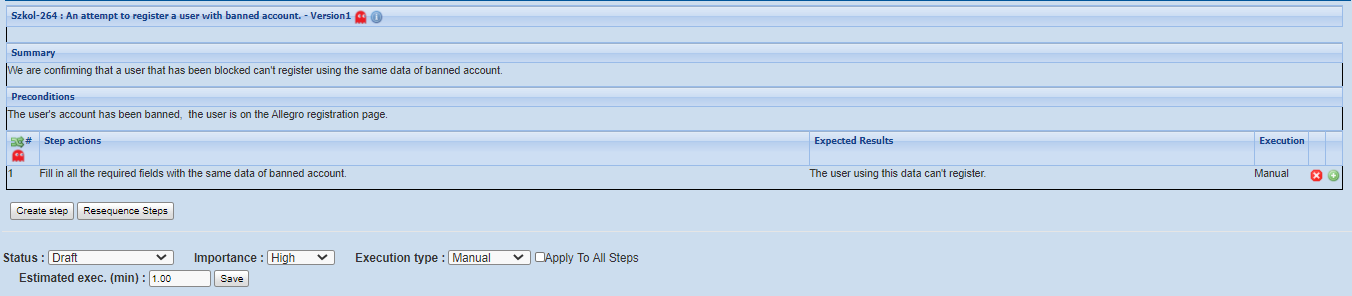 Szkol-264 : An attempt to register a user with banned account. - Version1
Summary
We are confirming that a user that has been blocked can't register using the same data of banned account.
Preconditions
The user's account has been banned,  the user is on the Allegro registration page.
# Step actions Expected Results Execution
1 Fill in all the required fields with the same data of banned account. The user using this data can't register. Manual
Create step Resequence Steps
Status : Draft Importance : High Execution type : Manual Apply To All Steps
Estimated exec. (min) : 1.00 Save